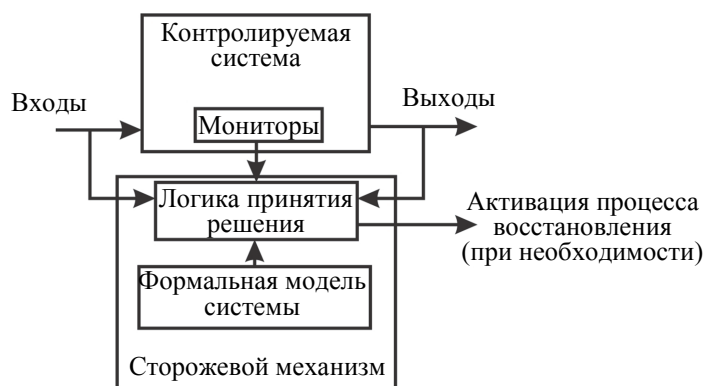 Контролируемая
система
Входы
Выходы
Мониторы
Логика принятия
решения
Активация процесса
восстановления
(при необходимости)
Формальная модель
системы
Сторожевой механизм